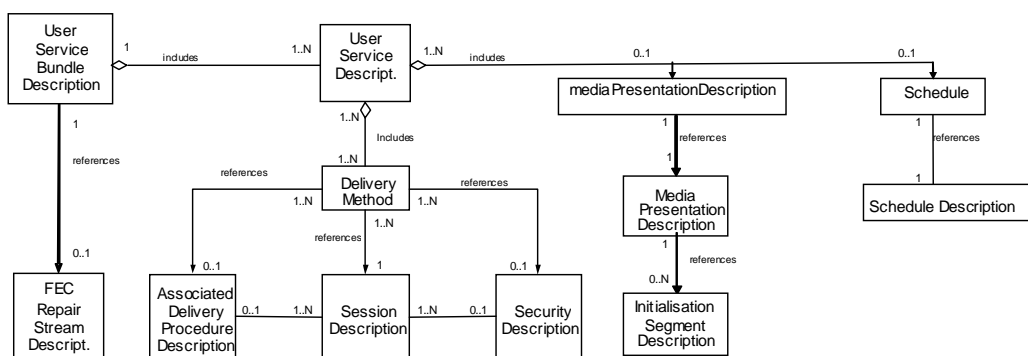 User
Service
Bundle
Description
1
includes
1..N
User
Service
Descript.
1..N
includes
0..1
0..1
mediaPresentationDescription
Schedule
1
references
0..1
FEC
Repair
Stream
Descript.
1..N
Includes
1..N
Delivery
Method
references
1..N
0..1
references
1..N
1
references
1..N
0..1
Associated
Delivery
Procedure
Description
0..1
1..N
Session
Description
1..N
0..1
Security
Description
1
references
1
Media
Presentation
Description
1
references
0..N
Initialisation
Segment
Description
1
references
1
Schedule Description